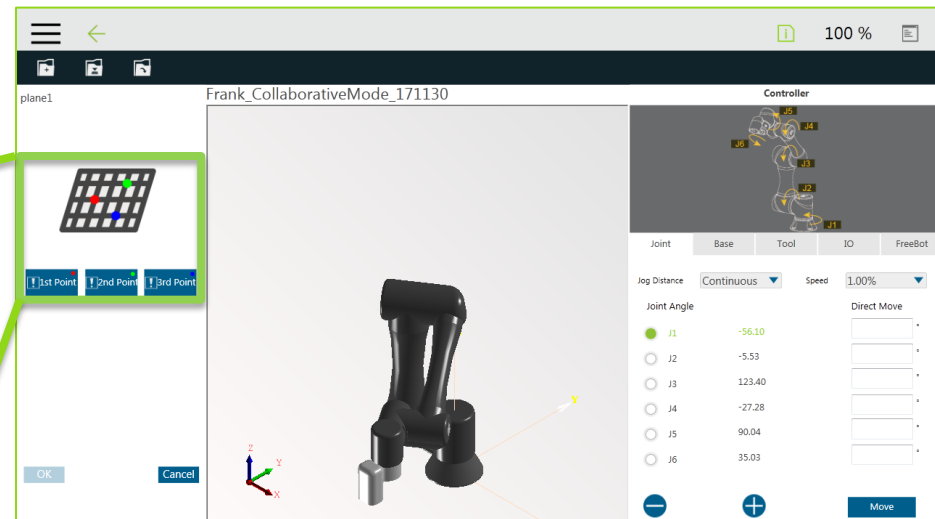 100 %
plane1
Frank_CollaborativeMode_171130
Controller
J5
J4
J6
J3
J2
J1
Joint Base Tool IO FreeBot
Jog Distance Continuous Speed 1.00%
Joint Angle Direct Move
J1 -56.10 °
J2 -5.53 °
J3 123.40 °
J4 -27.28 °
J5 90.04 °
J6 35.03 °
1st Point 2nd Point 3rd Point
OK Cancel
Z
Y
X
Y
Move